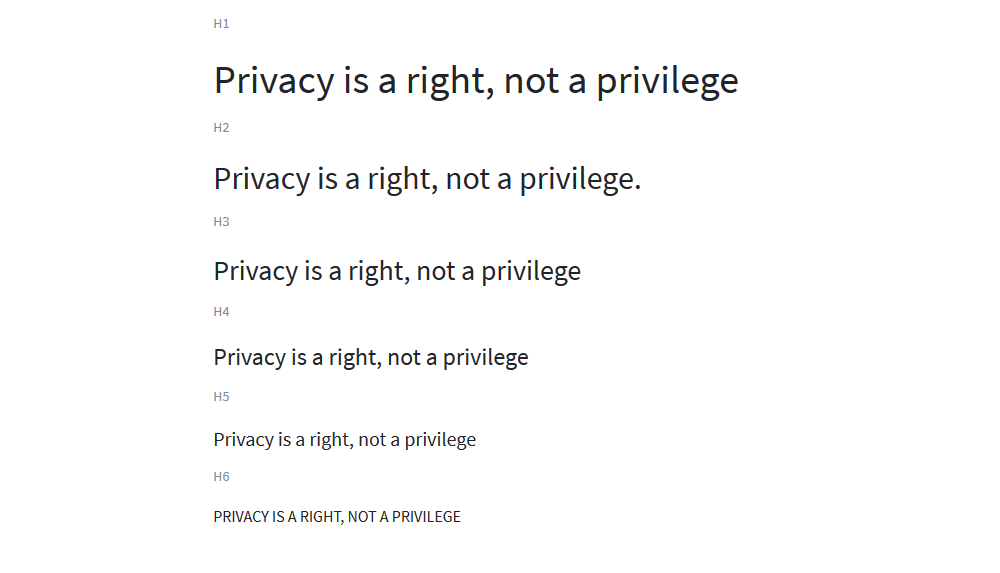 H1
Privacy is a right, not a privilege
H2
Privacy is a right, not a privilege.
H3
Privacy is a right, not a privilege
H4
Privacy is a right, not a privilege
H5
Privacy is a right, not a privilege
H6
PRIVACY IS A RIGHT, NOT A PRIVILEGE